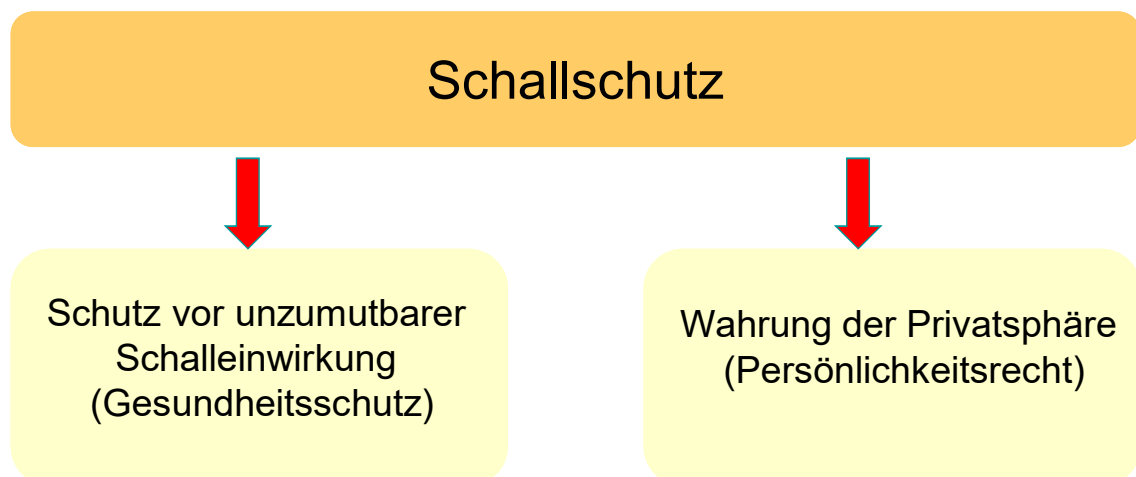 Schallschutz
Schutz vor unzumutbarer
Schalleinwirkung
(Gesundheitsschutz)
Wahrung der Privatsphäre
(Persönlichkeitsrecht)